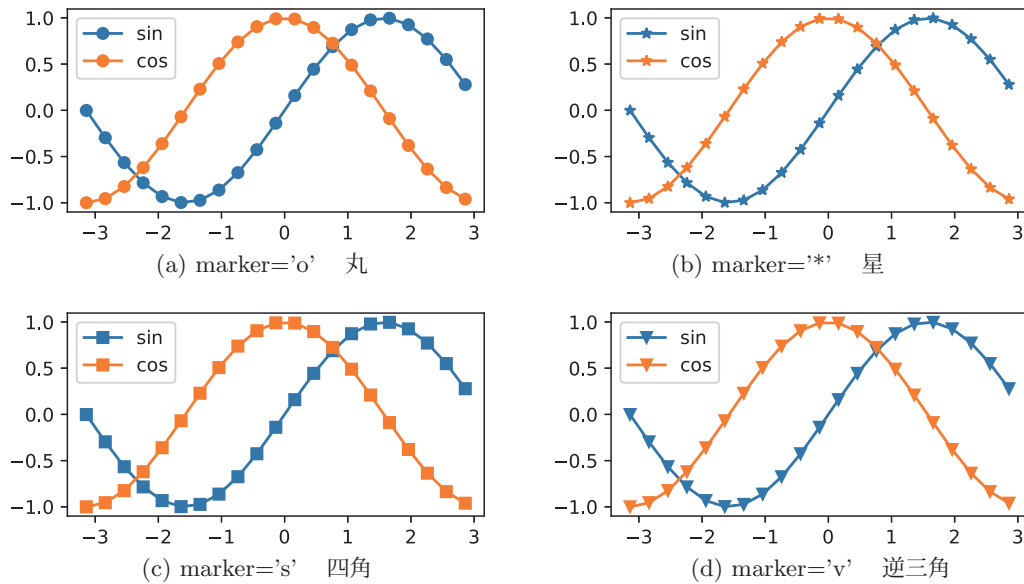 1.0
0.5
0.0
−0.5
−1.0
sin
cos
−3 −2 −1 0 1 2 3
(a) marker='o' 丸
1.0
0.5
0.0
−0.5
−1.0
sin
cos
−3 −2 −1 0 1 2 3
(b) marker='*' 星
1.0
0.5
0.0
−0.5
−1.0
sin
cos
−3 −2 −1 0 1 2 3
(c) marker='s' 四角
1.0
0.5
0.0
−0.5
−1.0
sin
cos
−3 −2 −1 0 1 2 3
(d) marker='v' 逆三角